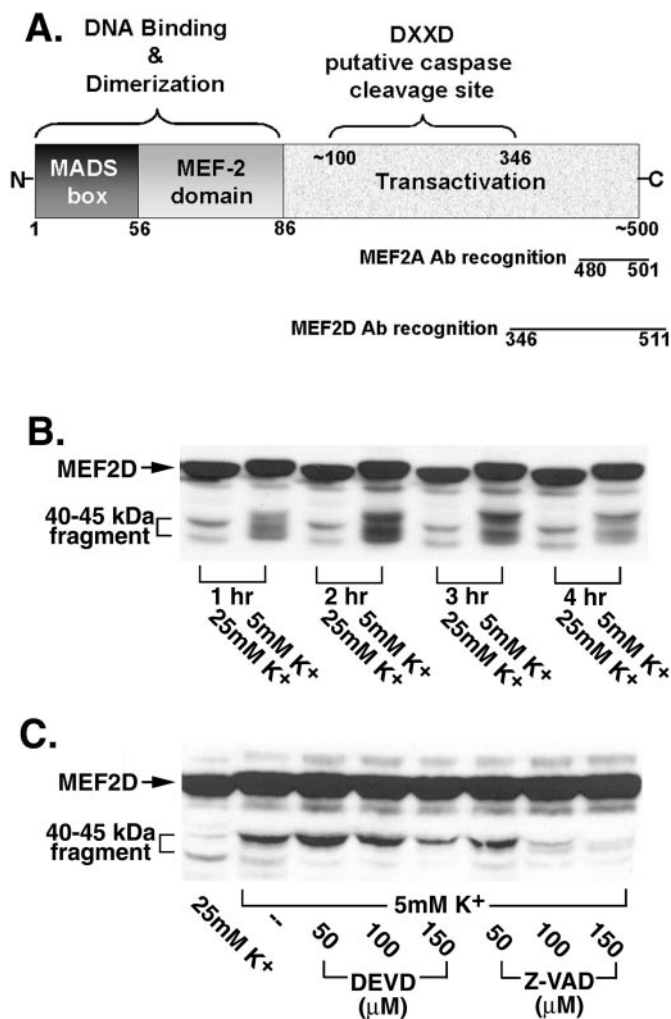 A.
DNA Binding
&
Dimerization
DXXD
putative caspase
cleavage site
N
MADS
box
MEF-2
domain
~100
346
Transactivation
C
1
56
86
~500
MEF2A Ab recognition
480
501
MEF2D Ab recognition
346
511
B.
MEF2D
40-45 kDa
fragment
1 hr
2 hr
3 hr
4 hr
25mM K+
5mM K+
25mM K+
5mM K+
25mM K+
5mM K+
25mM K+
5mM K+
C.
MEF2D
40-45 kDa
fragment
25mM K+
5mM K+
--
50
100
150
50
100
150
DEVD
(μM)
Z-VAD
(μM)